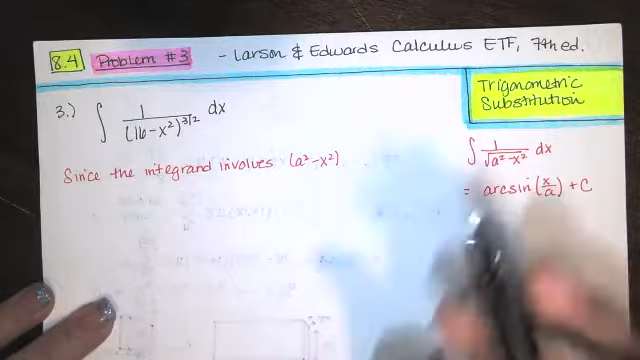 8.4 Problem #3 - Larson & Edwards Calculus ETF, 7th ed.
Trigonometric
Substitution
3.) ∫ 1/(16-x²)^3/2 dx
Since the integrand involves (a²-x²)
∫ 1/√a²-x² dx
= arcsin(x/a) + C